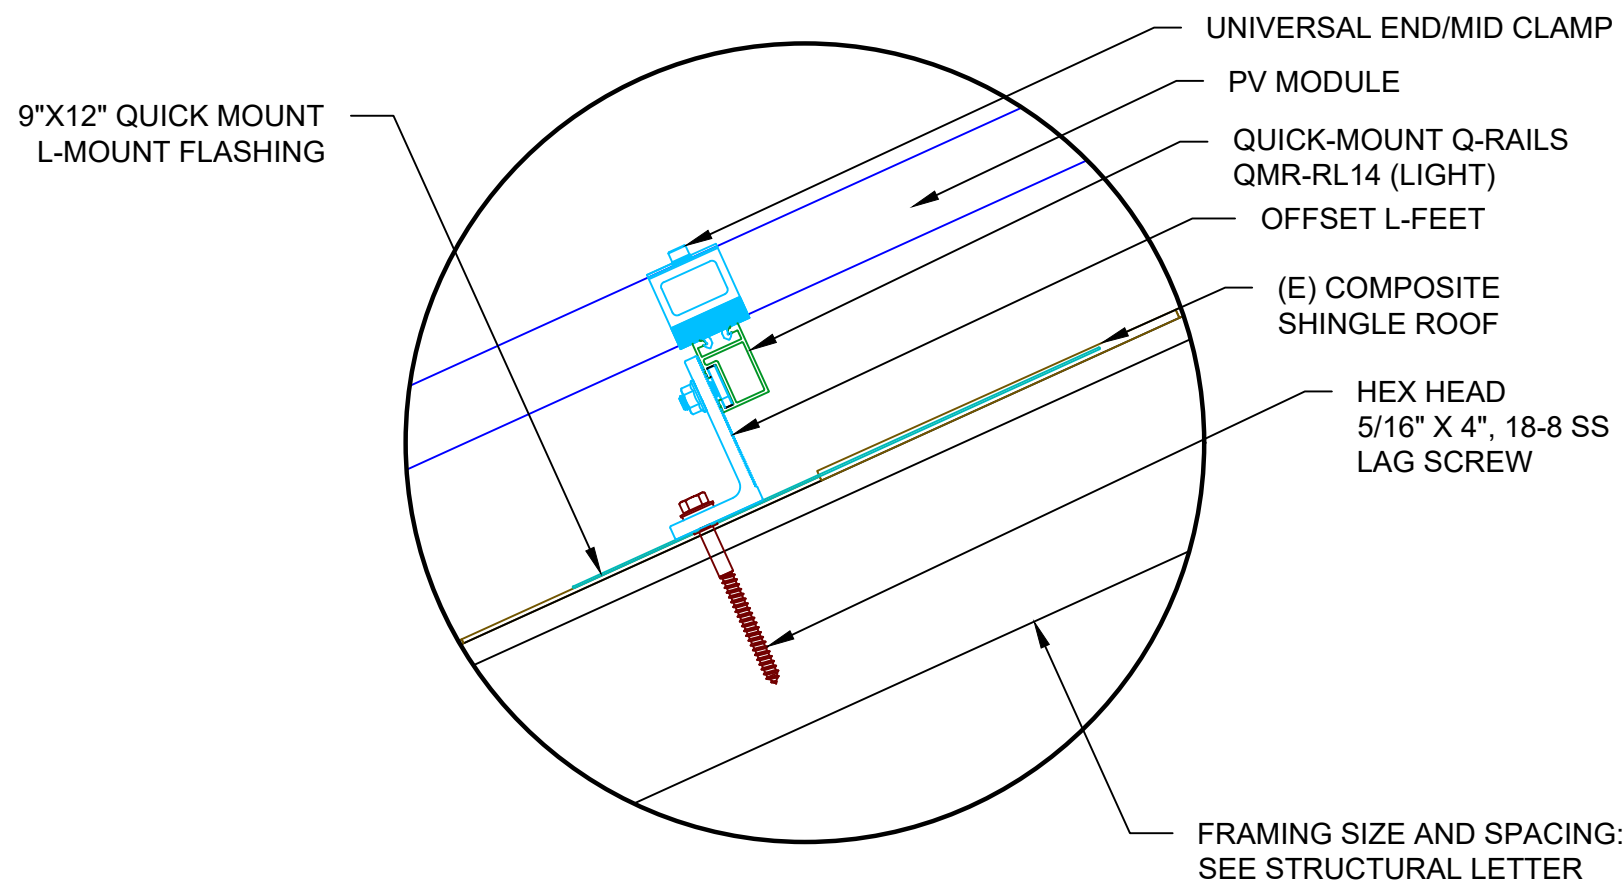 UNIVERSAL END/MID CLAMP
PV MODULE
9"X12" QUICK MOUNT
L-MOUNT FLASHING
QUICK-MOUNT Q-RAILS
QMR-RL14 (LIGHT)
OFFSET L-FEET
(E) COMPOSITE
SHINGLE ROOF
HEX HEAD
5/16" X 4", 18-8 SS
LAG SCREW
FRAMING SIZE AND SPACING:
SEE STRUCTURAL LETTER